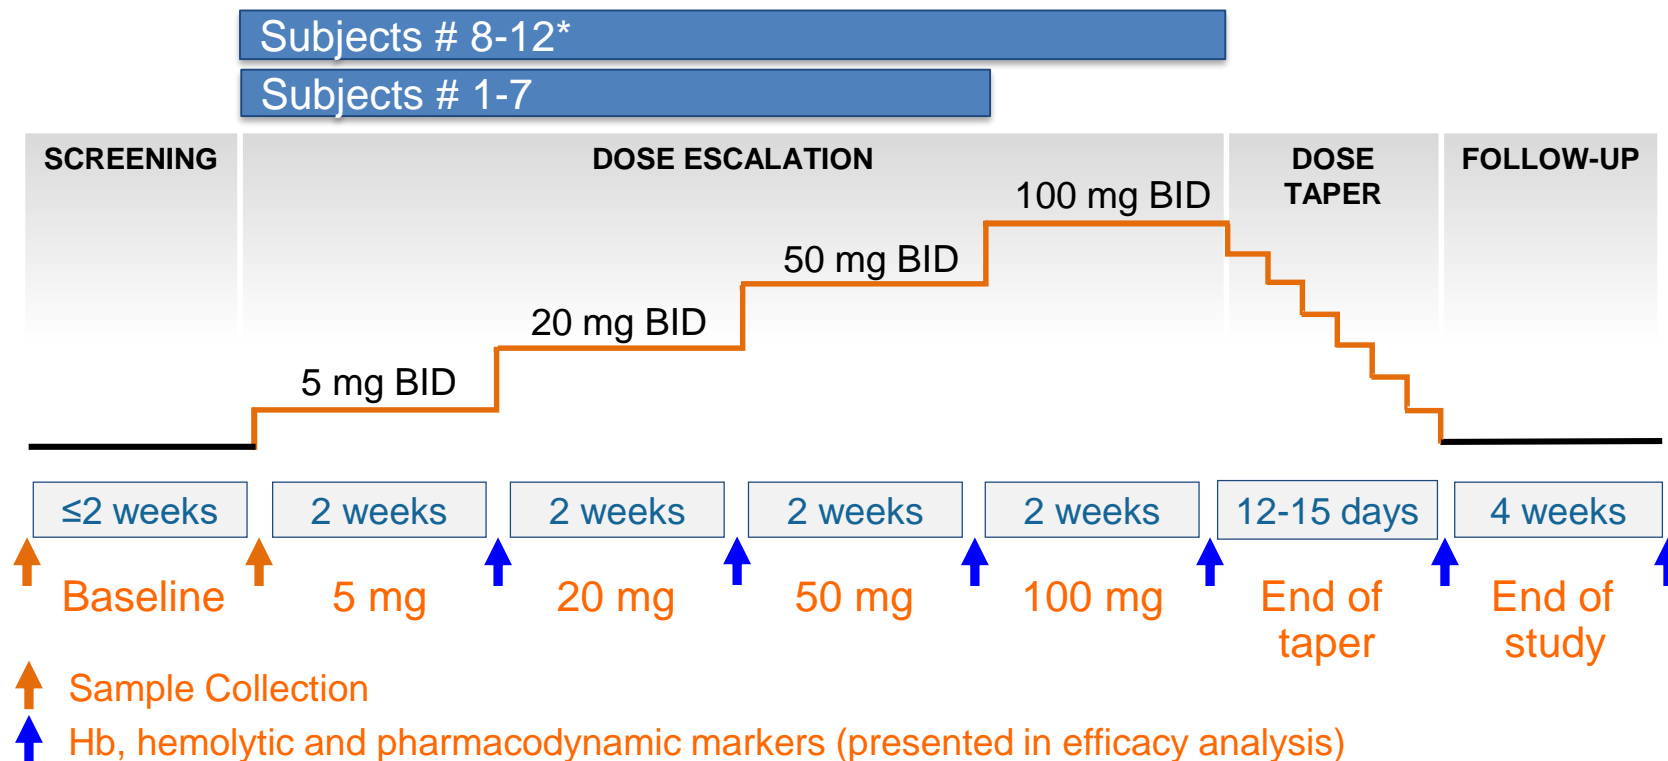 Subjects # 8-12*
Subjects # 1-7
SCREENING
DOSE ESCALATION
DOSE
TAPER
FOLLOW-UP
100 mg BID
50 mg BID
20 mg BID
5 mg BID
≤2 weeks
2 weeks
2 weeks
2 weeks
2 weeks
12-15 days
4 weeks
Baseline
5 mg
20 mg
50 mg
100 mg
End of
taper
End of
study
Sample Collection
Hb, hemolytic and pharmacodynamic markers (presented in efficacy analysis)